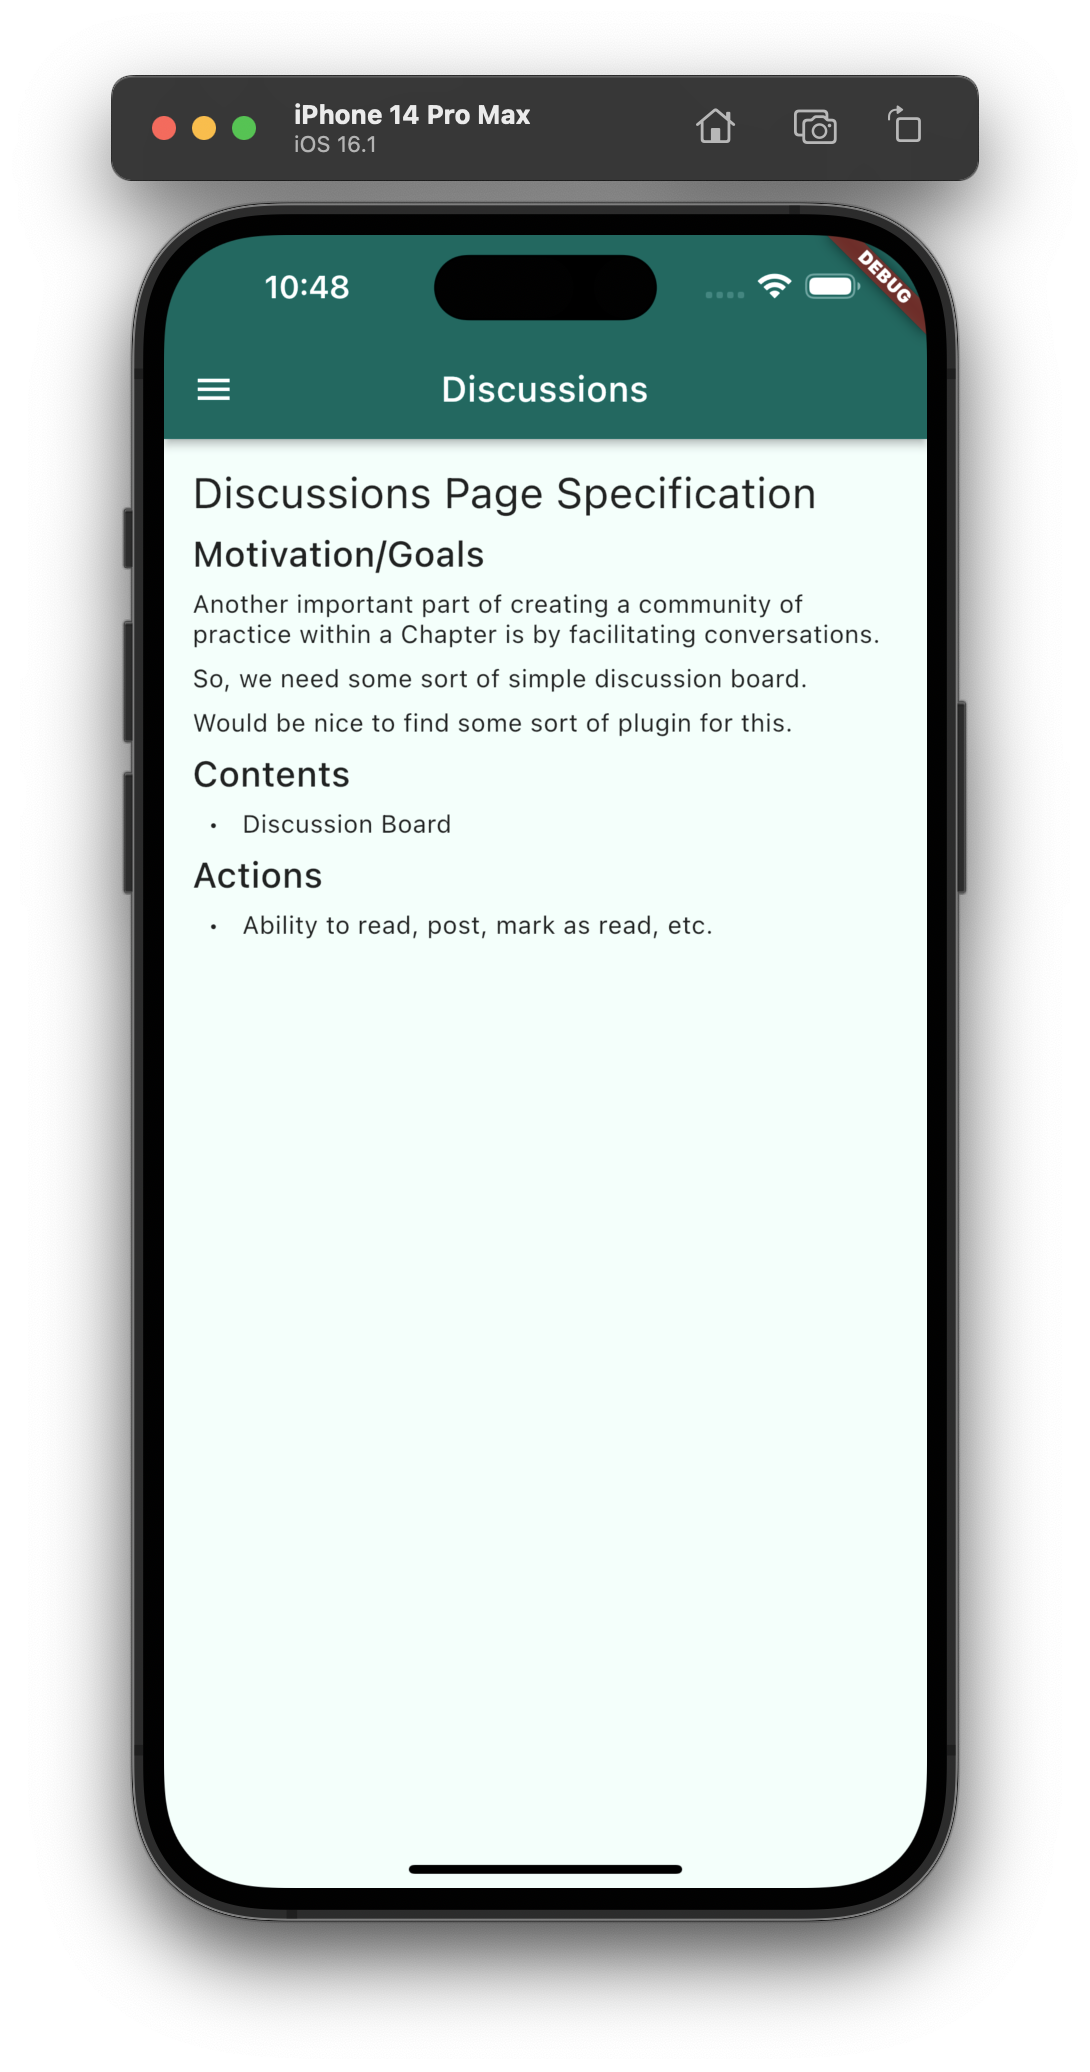 iPhone 14 Pro Max
iOS 16.1
10:48
DEBUG
Discussions
Discussions Page Specification
Motivation/Goals
Another important part of creating a community of
practice within a Chapter is by facilitating conversations.
So, we need some sort of simple discussion board.
Would be nice to find some sort of plugin for this.
Contents
• Discussion Board
Actions
• Ability to read, post, mark as read, etc.